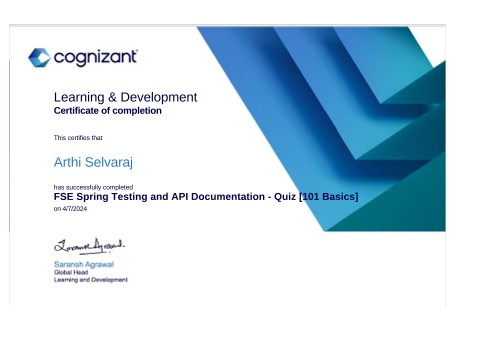 cognizant
Learning & Development
Certificate of completion
This certifies that
Arthi Selvaraj
has successfully completed
FSE Spring Testing and API Documentation - Quiz [101 Basics]
on 4/7/2024
Saransh Agrawal.
Saransh Agrawal
Global Head
Learning and Development